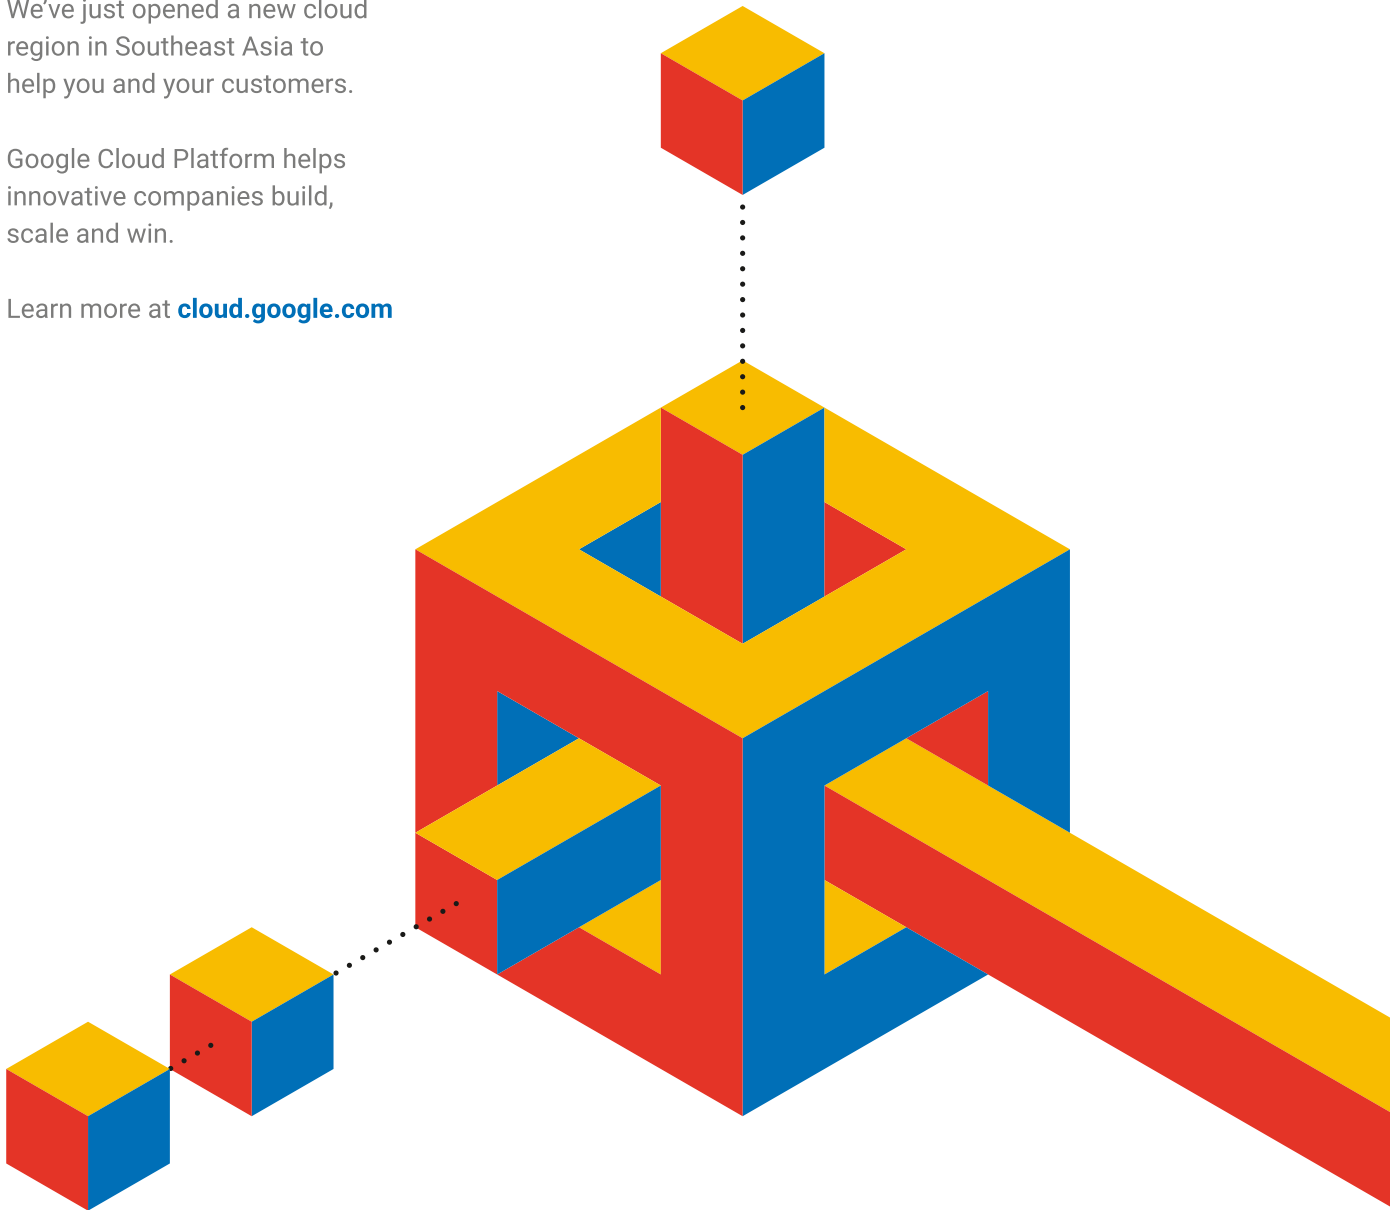 We've just opened a new cloud
region in Southeast Asia to
help you and your customers.
Google Cloud Platform helps
innovative companies build,
scale and win.
Learn more at cloud.google.com